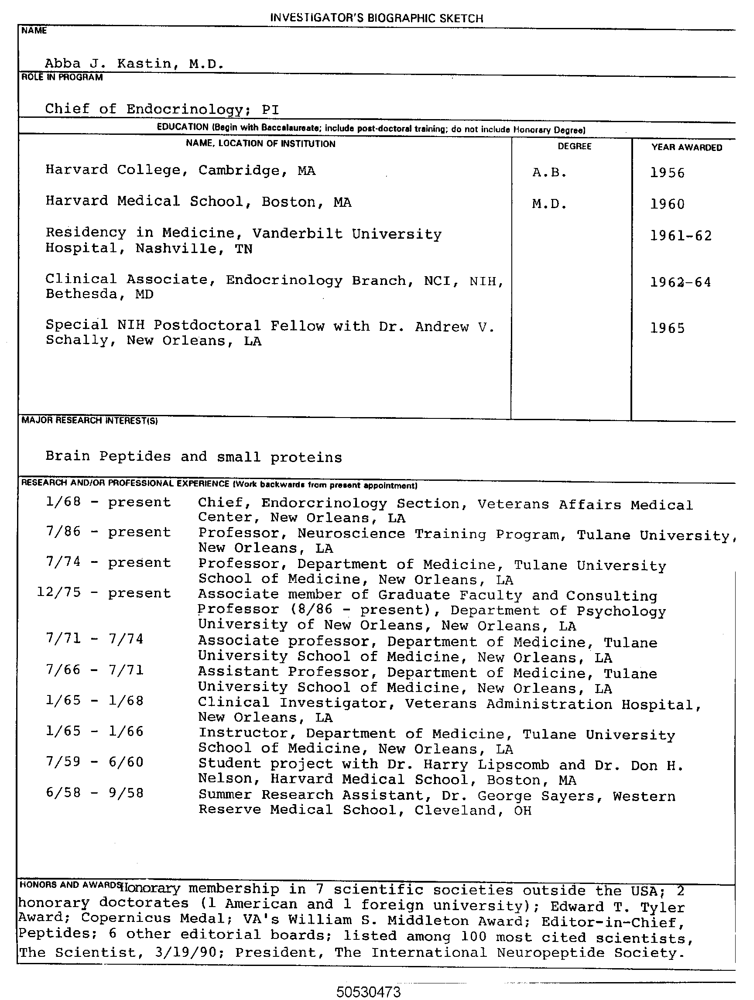 INVESTIGATOR'S BIOGRAPHIC SKETCH
NAME
Abba J. Kastin, M.D.
ROLE IN PROGRAM
Chief of Endocrinology; PI
EDUCATION (Begin with Baccalaureate; include post-doctoral training; do not include Honorary Degree)
NAME, LOCATION OF INSTITUTION DEGREE YEAR AWARDED
Harvard College, Cambridge, MA A.B. 1956
Harvard Medical School, Boston, MA M.D. 1960
Residency in Medicine, Vanderbilt University 1961-62
Hospital, Nashville, TN
Clinical Associate, Endocrinology Branch, NCI, NIH, 1962-64
Bethesda, MD
Special NIH Postdoctoral Fellow with Dr. Andrew V. 1965
Schally, New Orleans, LA
MAJOR RESEARCH INTEREST(S)
Brain Peptides and small proteins
RESEARCH AND/OR PROFESSIONAL EXPERIENCE (Work backwards from present appointment)
1/68 - present Chief, Endorcrinology Section, Veterans Affairs Medical
Center, New Orleans, LA
7/86 - present Professor, Neuroscience Training Program, Tulane University,
New Orleans, LA
7/74 - present Professor, Department of Medicine, Tulane University
School of Medicine, New Orleans, LA
12/75 - present Associate member of Graduate Faculty and Consulting
Professor (8/86 - present), Department of Psychology
University of New Orleans, New Orleans, LA
7/71 - 7/74 Associate professor, Department of Medicine, Tulane
University School of Medicine, New Orleans, LA
7/66 - 7/71 Assistant Professor, Department of Medicine, Tulane
University School of Medicine, New Orleans, LA
1/65 - 1/68 Clinical Investigator, Veterans Administration Hospital,
New Orleans, LA
1/65 - 1/66 Instructor, Department of Medicine, Tulane University
School of Medicine, New Orleans, LA
7/59 - 6/60 Student project with Dr. Harry Lipscomb and Dr. Don H.
Nelson, Harvard Medical School, Boston, MA
6/58 - 9/58 Summer Research Assistant, Dr. George Sayers, Western
Reserve Medical School, Cleveland, OH
HONORS AND AWARDS Honorary membership in 7 scientific societies outside the USA; 2
honorary doctorates (1 American and 1 foreign university); Edward T. Tyler
Award; Copernicus Medal; VA's William S. Middleton Award; Editor-in-Chief,
Peptides; 6 other editorial boards; listed among 100 most cited scientists,
The Scientist, 3/19/90; President, The International Neuropeptide Society.
50530473